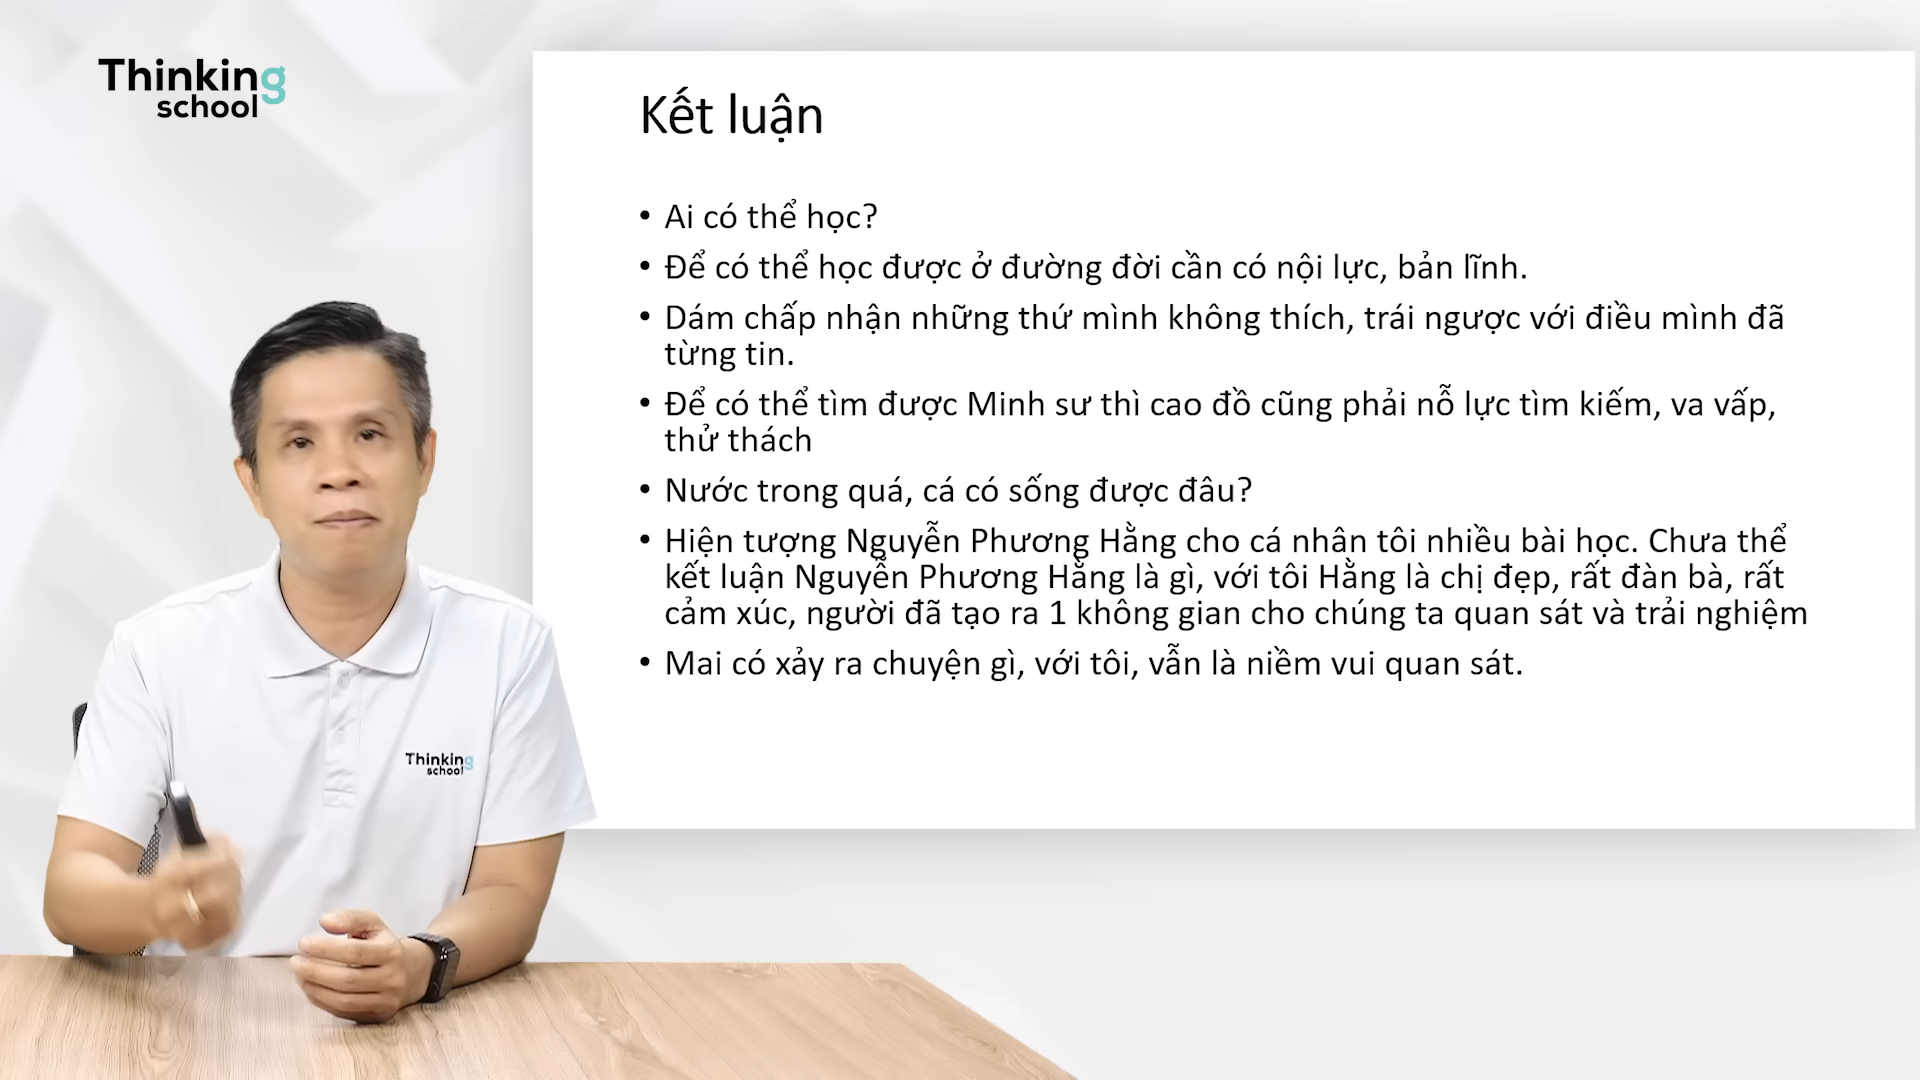 Thinking
school
Kết luận
• Ai có thể học?
• Để có thể học được ở đường đời cần có nội lực, bản lĩnh.
• Dám chấp nhận những thứ mình không thích, trái ngược với điều mình đã
từng tin.
• Để có thể tìm được Minh sư thì cao đồ cũng phải nỗ lực tìm kiếm, va vấp,
thử thách
• Nước trong quá, cá có sống được đâu?
• Hiện tượng Nguyễn Phương Hằng cho cá nhân tôi nhiều bài học. Chưa thể
kết luận Nguyễn Phương Hằng là gì, với tôi Hằng là chị đẹp, rất đàn bà, rất
cảm xúc, người đã tạo ra 1 không gian cho chúng ta quan sát và trải nghiệm
• Mai có xảy ra chuyện gì, với tôi, vẫn là niềm vui quan sát.
Thinking
school